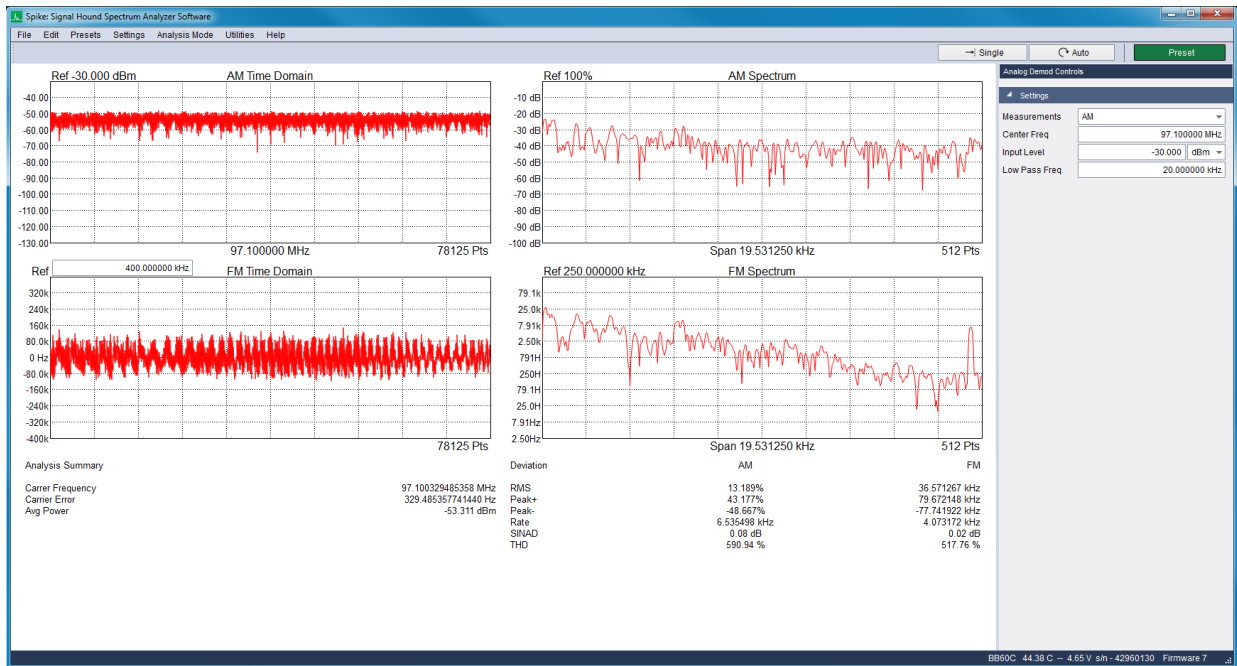 Spike: Signal Hound Spectrum Analyzer Software
File Edit Presets Settings Analysis Mode Utilities Help
Single Auto Preset
Ref -30.000 dBm AM Time Domain
-40.00
-50.00
-60.00
-70.00
-80.00
-90.00
-100.00
-110.00
-120.00
-130.00
97.100000 MHz 78125 Pts
Ref 100% AM Spectrum
-10 dB
-20 dB
-30 dB
-40 dB
-50 dB
-60 dB
-70 dB
-80 dB
-90 dB
-100 dB
Span 19.531250 kHz 512 Pts
Ref 400.000000 kHz FM Time Domain
320k
240k
160k
80.0k
0 Hz
-80.0k
-160k
-240k
-320k
-400k
78125 Pts
Ref 250.000000 kHz FM Spectrum
79.1k
25.0k
7.91k
2.50k
791H
250H
79.1H
25.0H
7.91Hz
2.50Hz
Span 19.531250 kHz 512 Pts
Analysis Summary
Carrer Frequency 97.100329485358 MHz
Carrier Error 329.485357741440 Hz
Avg Power -53.311 dBm
Deviation AM FM
RMS 13.189% 36.571267 kHz
Peak+ 43.177% 79.672148 kHz
Peak- -48.667% -77.741922 kHz
Rate 6.535498 kHz 4.073172 kHz
SINAD 0.08 dB 0.02 dB
THD 590.94 % 517.76 %
Analog Demod Controls
Settings
Measurements AM
Center Freq 97.100000 MHz
Input Level -30.000 dBm
Low Pass Freq 20.000000 kHz
BB60C 44.38 C -- 4.65 V s/n - 42960130 Firmware 7